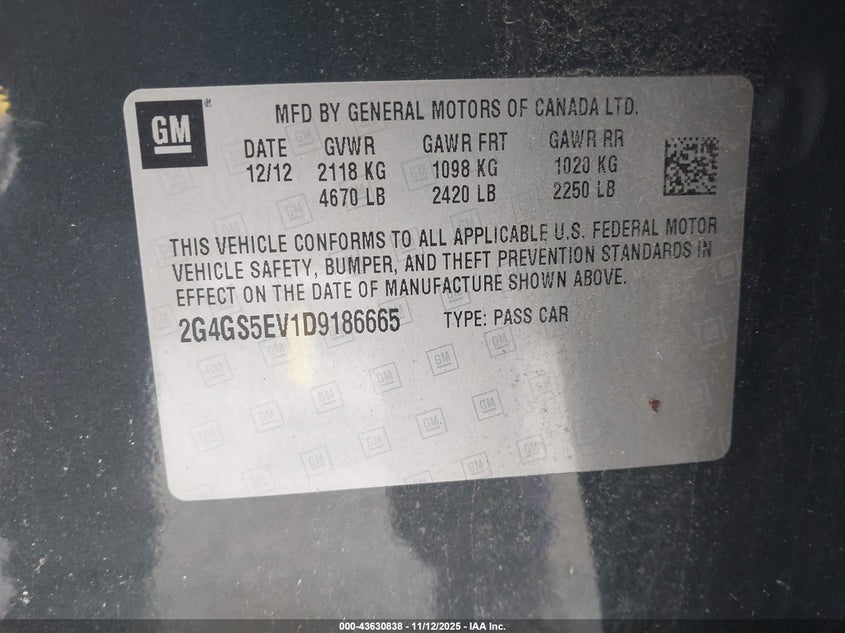 GM ® MFD BY GENERAL MOTORS OF CANADA LTD.
DATE GVWR GAWR FRT GAWR RR
12/12 2118 KG 1098 KG 1020 KG
4670 LB 2420 LB 2250 LB
THIS VEHICLE CONFORMS TO ALL APPLICABLE U.S. FEDERAL MOTOR
VEHICLE SAFETY, BUMPER, AND THEFT PREVENTION STANDARDS IN
EFFECT ON THE DATE OF MANUFACTURE SHOWN ABOVE.
2G4GS5EV1D9186665 TYPE: PASS CAR
000-43630838 - 11/12/2025 - IAA Inc.